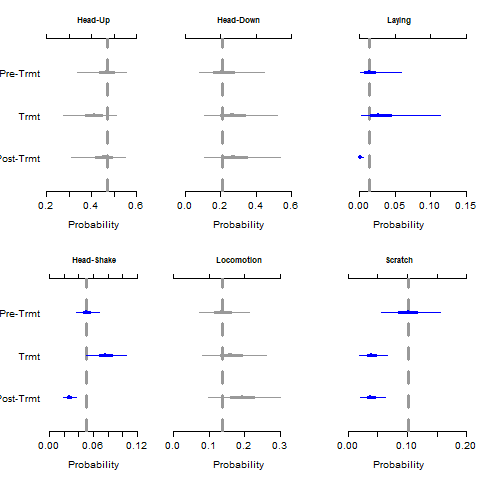 Head-Up Head-Down Laying
Pre-Trmt
Trmt
Post-Trmt
0.2 0.4 0.6 0.0 0.2 0.4 0.6 0.00 0.05 0.10 0.15
Probability Probability Probability
Head-Shake Locomotion Scratch
Pre-Trmt
Trmt
Post-Trmt
0.00 0.06 0.12 0.0 0.1 0.2 0.3 0.00 0.10 0.20
Probability Probability Probability